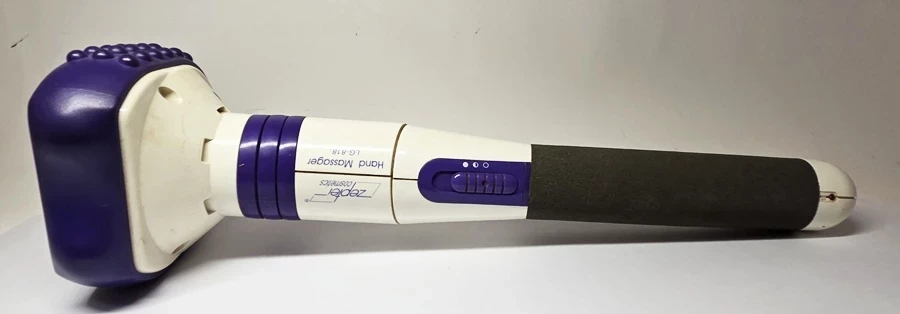 Hand Massager
LG-818
zepter
cosmetics